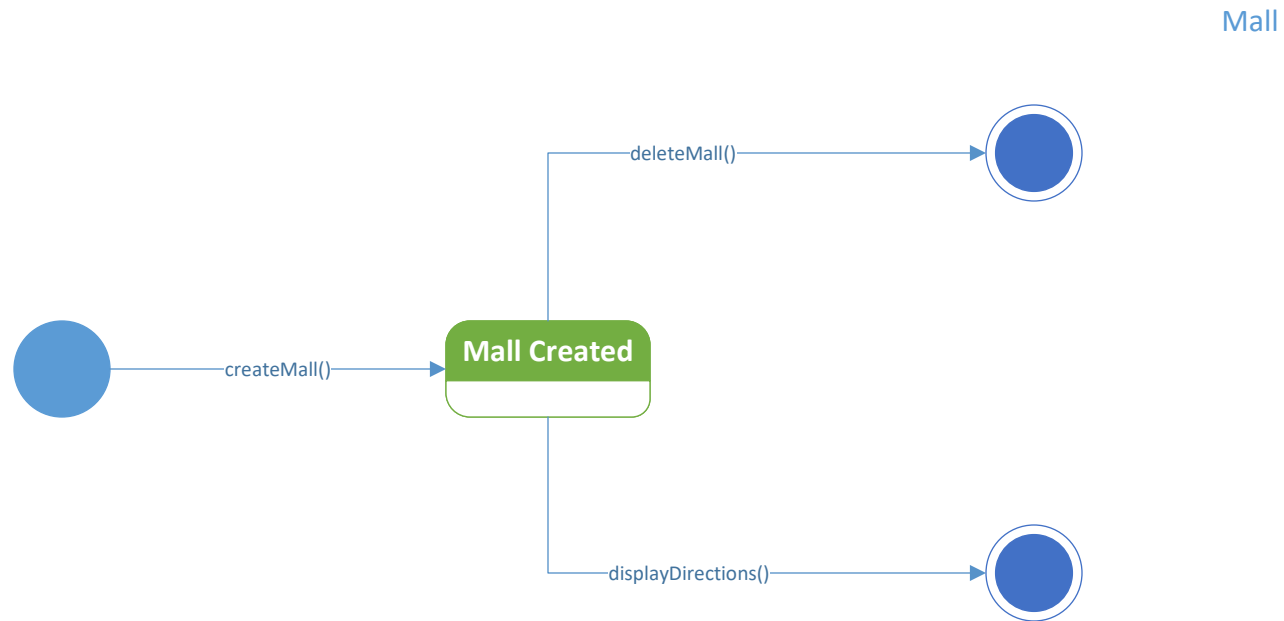 Mall
deleteMall()
Mall Created
createMall()
displayDirections()